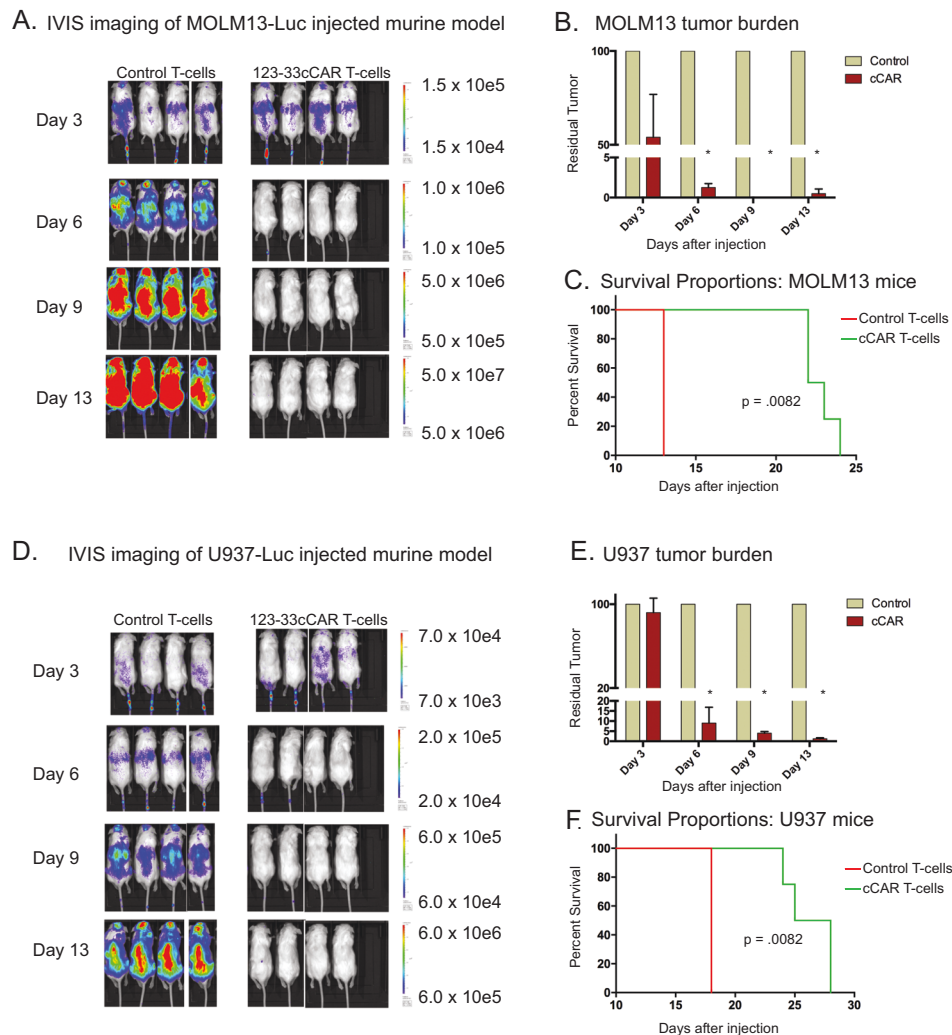 A. IVIS imaging of MOLM13-Luc injected murine model
Control T-cells
123-33cCAR T-cells
Day 3
1.5 x 10e5
1.5 x 10e4
Day 6
1.0 x 10e6
1.0 x 10e5
Day 9
5.0 x 10e6
5.0 x 10e5
Day 13
5.0 x 10e7
5.0 x 10e6
B. MOLM13 tumor burden
Control
cCAR
Residual Tumor
100
50
5
0
* * *
Day 3 Day 6 Day 9 Day 13
Days after injection
C. Survival Proportions: MOLM13 mice
Control T-cells
cCAR T-cells
Percent Survival
100
80
60
40
20
0
p = .0082
10 15 20 25
Days after injection
D. IVIS imaging of U937-Luc injected murine model
Control T-cells
123-33cCAR T-cells
Day 3
7.0 x 10e4
7.0 x 10e3
Day 6
2.0 x 10e5
2.0 x 10e4
Day 9
6.0 x 10e5
6.0 x 10e4
Day 13
6.0 x 10e6
6.0 x 10e5
E. U937 tumor burden
Control
cCAR
Residual Tumor
100
20
20
15
10
5
0
* * *
Day 3 Day 6 Day 9 Day 13
Days after injection
F. Survival Proportions: U937 mice
Control T-cells
cCAR T-cells
Percent Survival
100
80
60
40
20
0
p = .0082
10 15 20 25 30
Days after injection